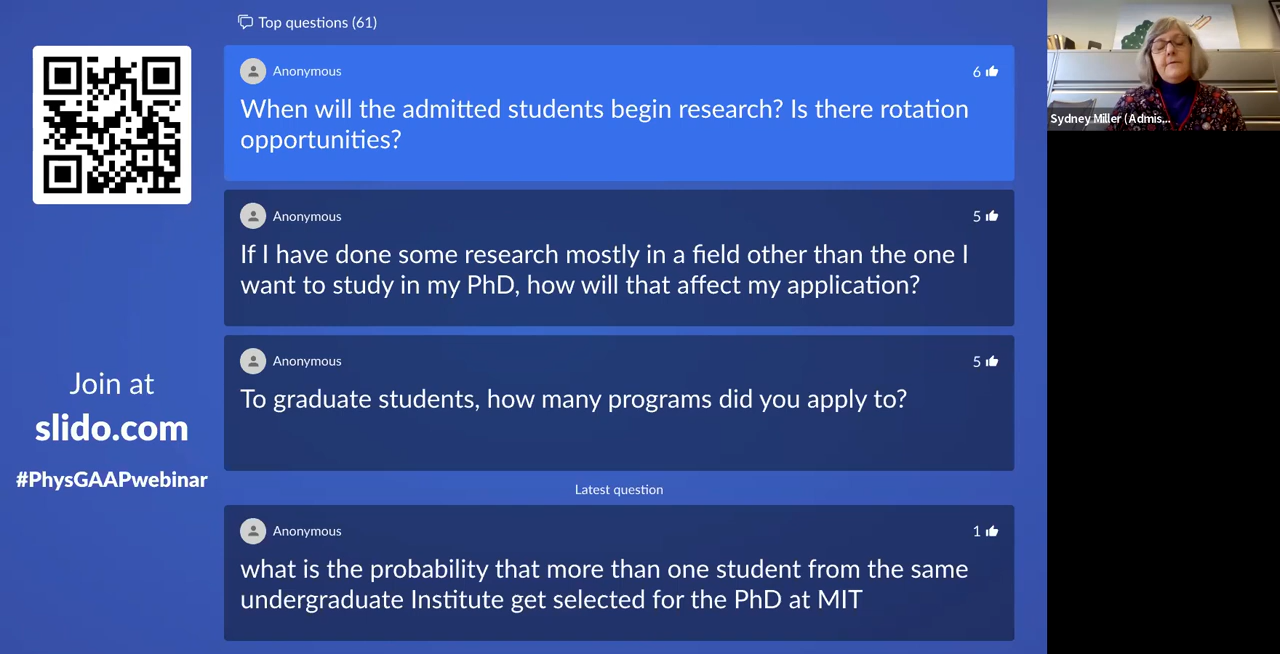 Top questions (61)
Anonymous
6
When will the admitted students begin research? Is there rotation
opportunities?
Anonymous
5
If I have done some research mostly in a field other than the one I
want to study in my PhD, how will that affect my application?
Anonymous
5
To graduate students, how many programs did you apply to?
Latest question
Anonymous
1
what is the probability that more than one student from the same
undergraduate Institute get selected for the PhD at MIT
Join at
slido.com
#PhysGAAPwebinar
Sydney Miller (Admis...